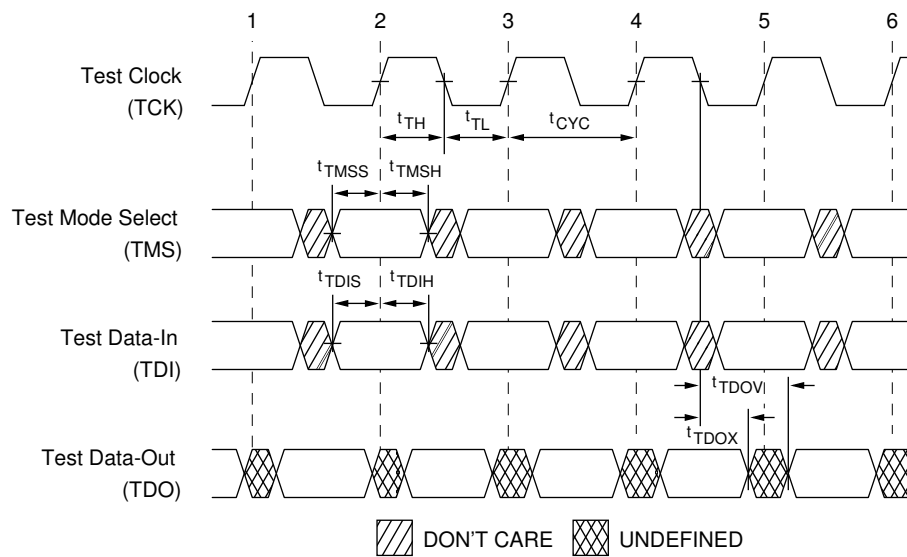 1 2 3 4 5 6
Test Clock
(TCK)
tTH tTL tCYC
tTMSS tTMSH
Test Mode Select
(TMS)
tTDIS tTDIH
Test Data-In
(TDI)
tTDOV
tTDOX
Test Data-Out
(TDO)
DON'T CARE UNDEFINED